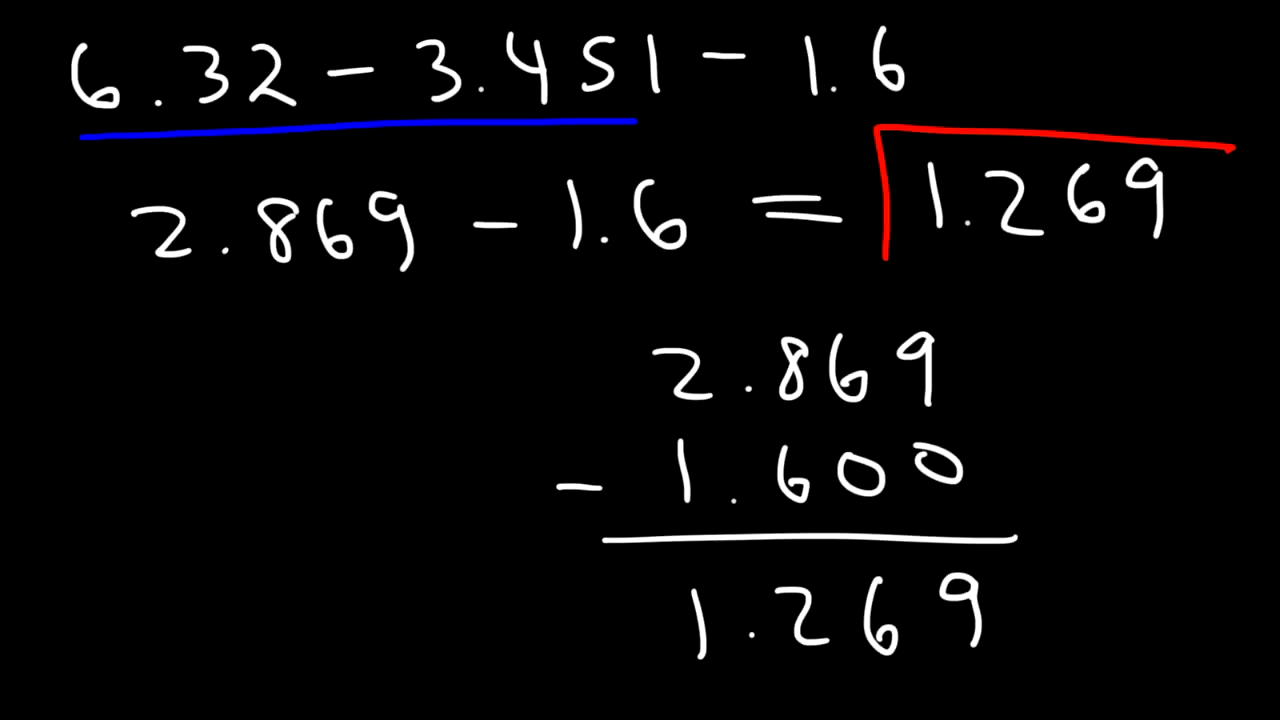 6.32 - 3.451 - 1.6
2.869 - 1.6 = 1.269
2.869
- 1.600
1.269